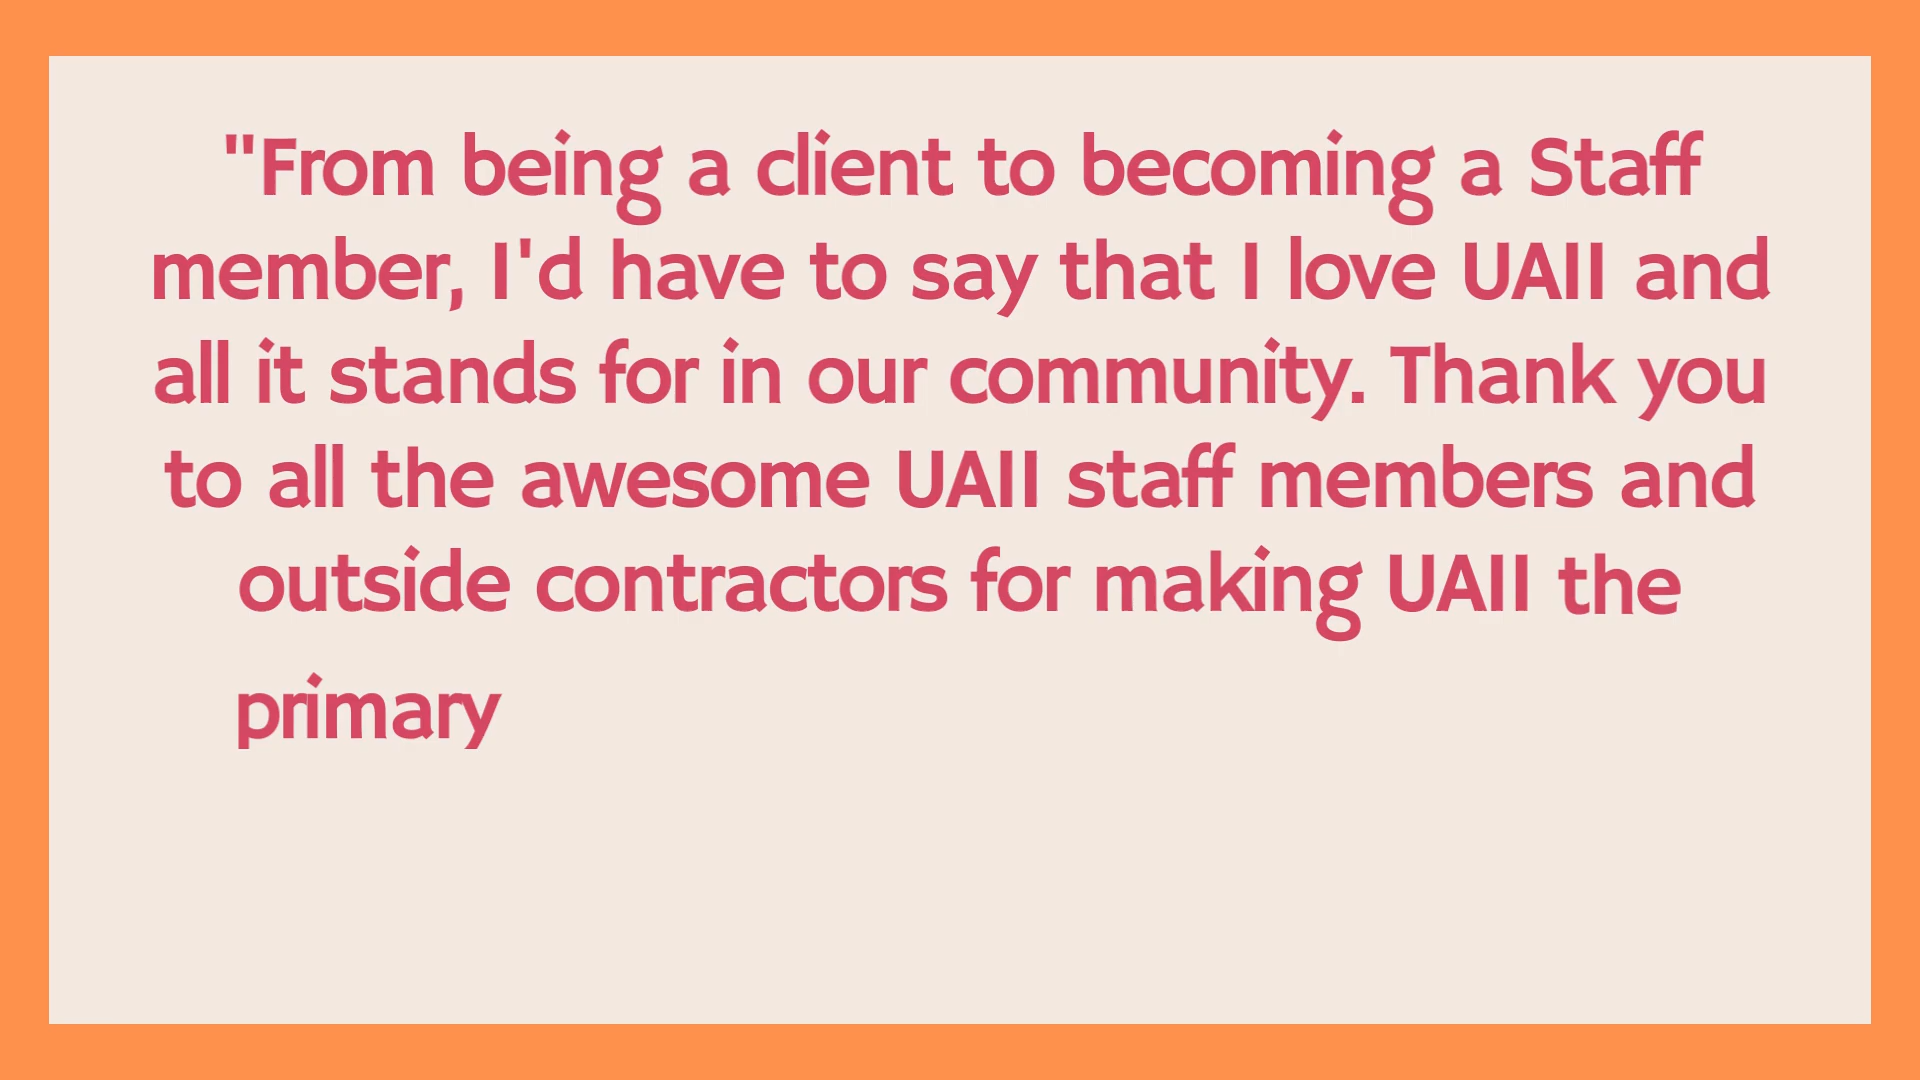 "From being a client to becoming a Staff
member, I'd have to say that I love UAII and
all it stands for in our community. Thank you
to all the awesome UAII staff members and
outside contractors for making UAII the
primary